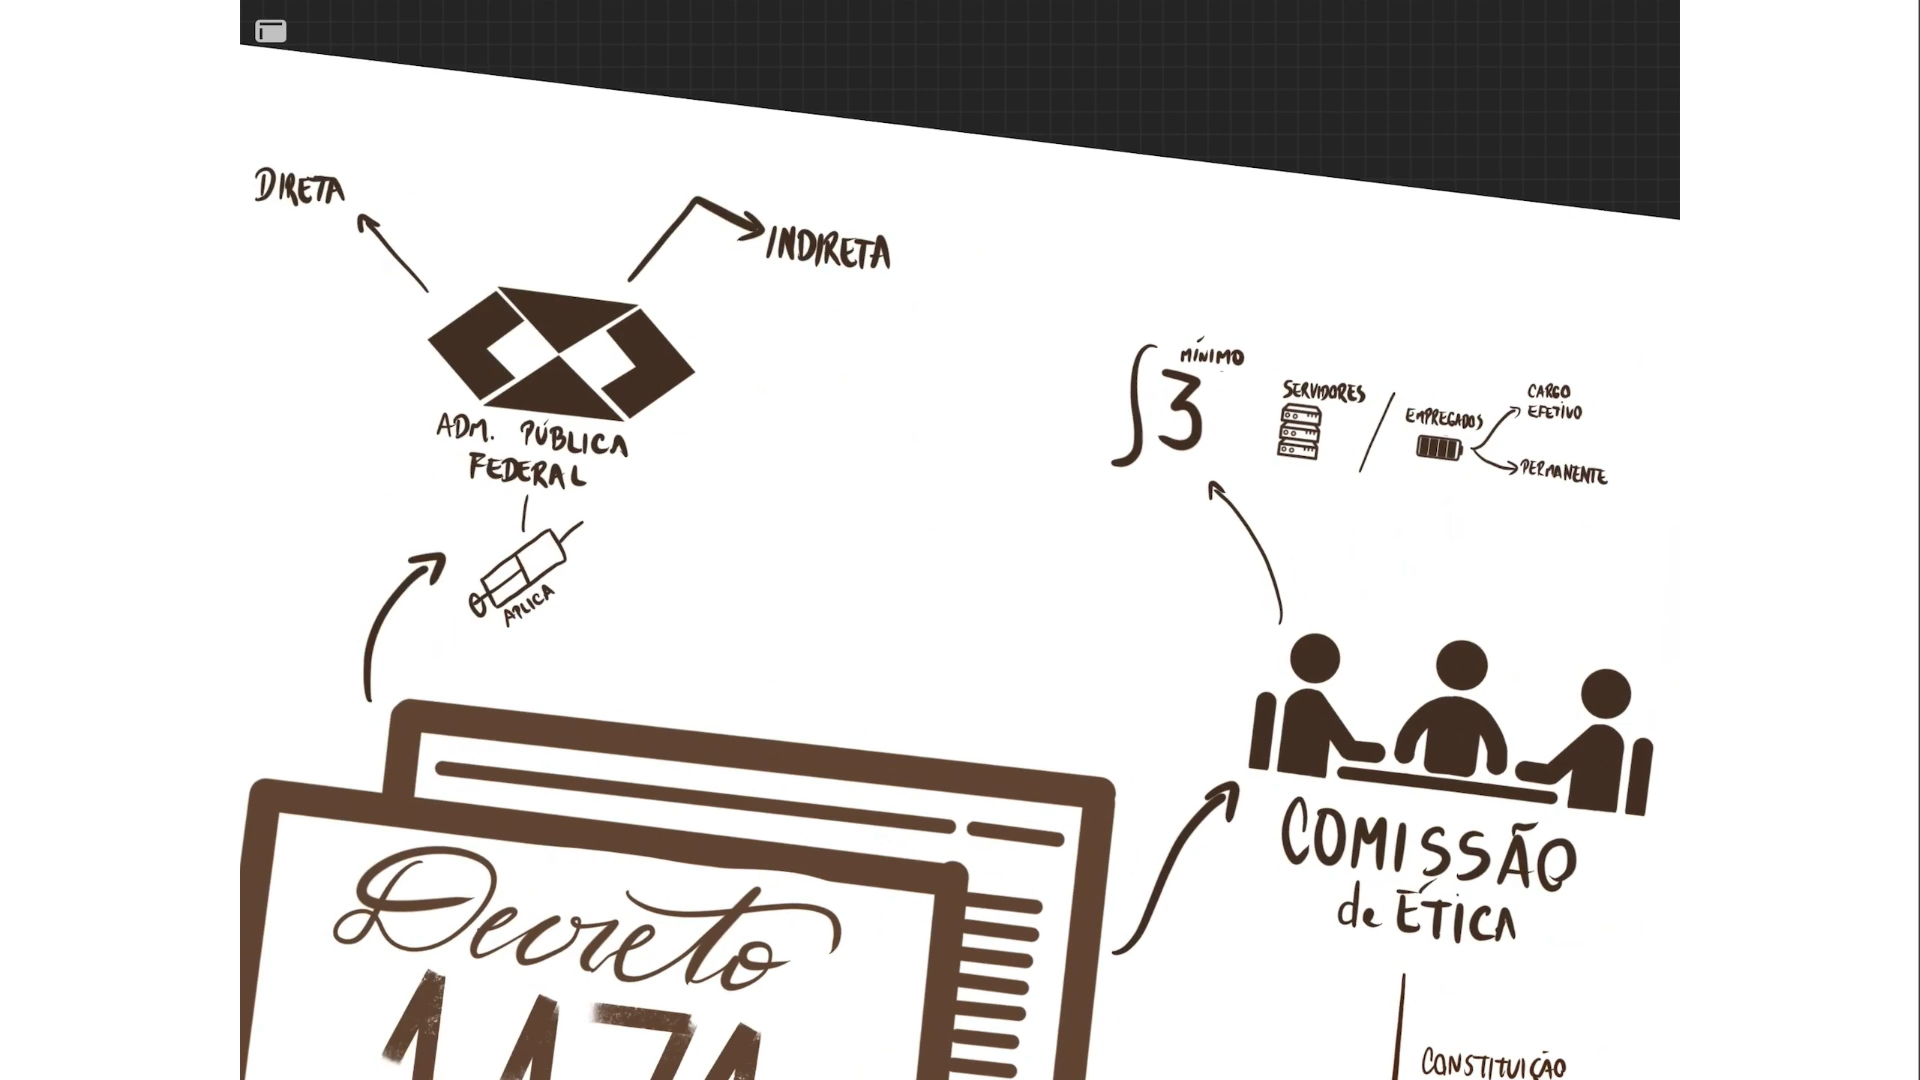 DIRETA
INDIRETA
ADM. PÚBLICA
FEDERAL
APLICA
MÍNIMO
3
SERVIDORES
EMPREGADOS
CARGO
EFETIVO
PERMANENTE
COMISSÃO
de ÉTICA
Decreto
CONSTITUIÇÃO